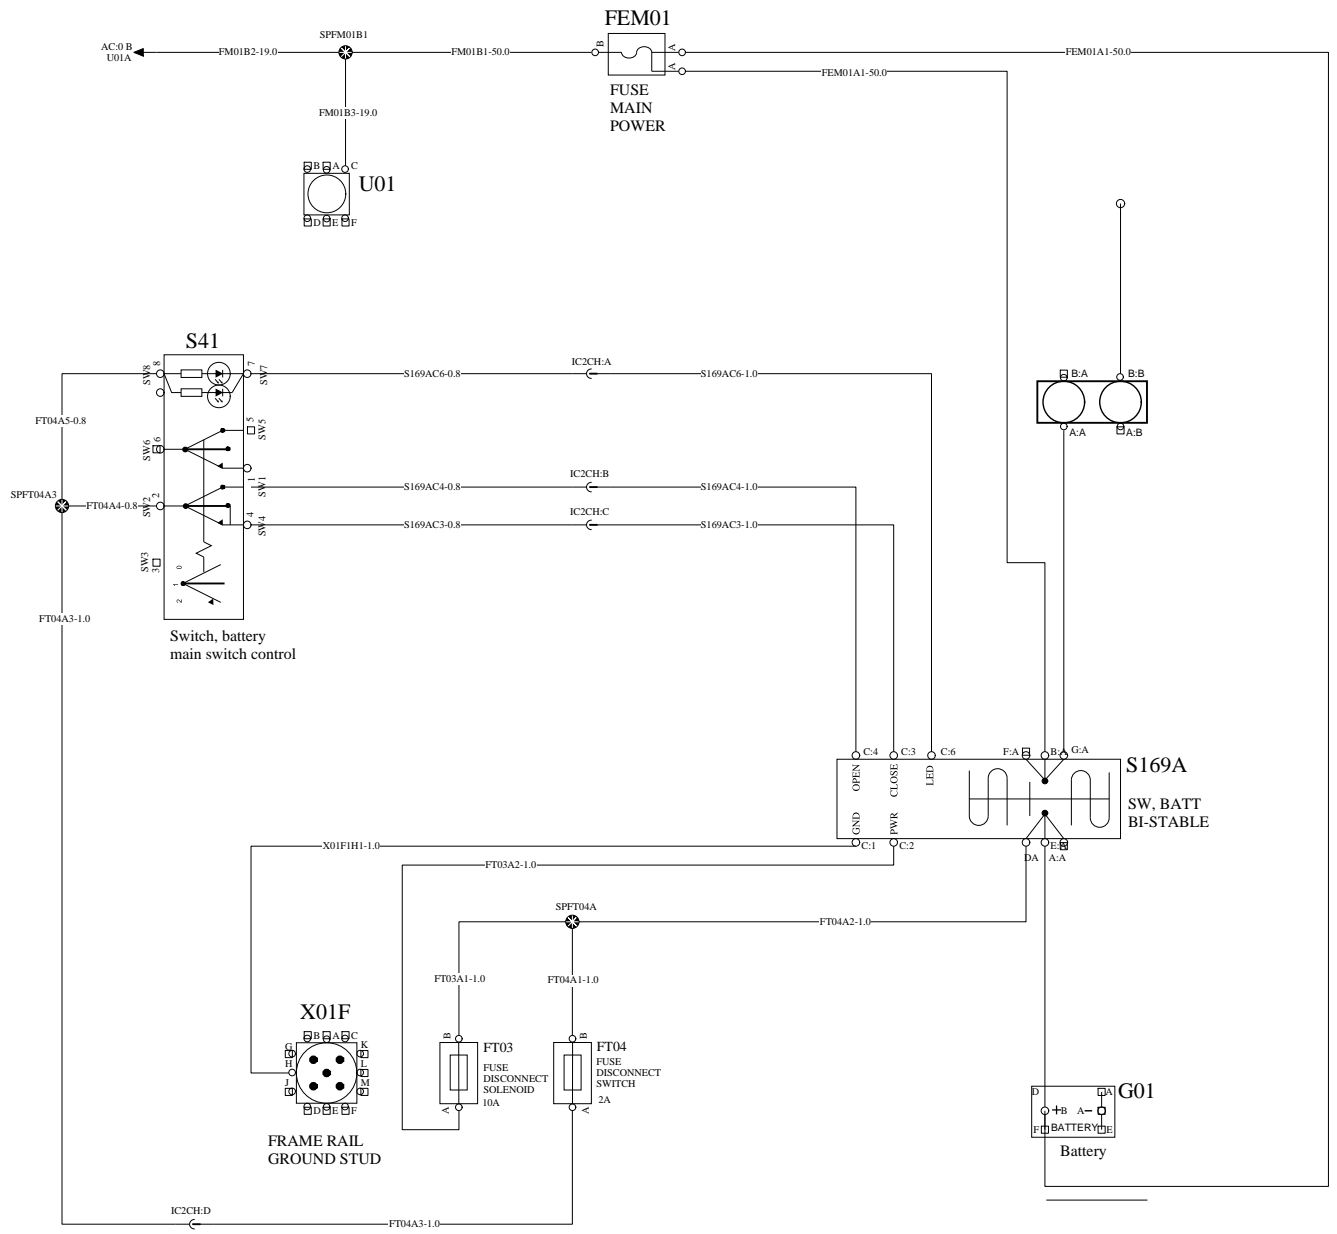 FEM01
SPFM01B1
AC:0 B
U01A
FM01B2-19.0
FM01B1-50.0
B
A
A
FEM01A1-50.0
FEM01A1-50.0
FUSE
MAIN
POWER
FM01B3-19.0
B A C
U01
D E F
S41
8
SW8
7
SW7
IC2CH:A
S169AC6-0.8
S169AC6-1.0
B:A
B:B
A:A
A:B
FT04A5-0.8
5
SW5
6
SW6
IC2CH:B
1
SW1
S169AC4-0.8
S169AC4-1.0
SPFT04A3
FT04A4-0.8
2
SW2
IC2CH:C
4
SW4
S169AC3-0.8
S169AC3-1.0
SW3
3
0
1
2
FT04A3-1.0
Switch, battery
main switch control
C:4
C:3
C:6
F:A
B:A
G:A
S169A
OPEN
CLOSE
LED
SW, BATT
BI-STABLE
GND
PWR
X01F1H1-1.0
C:1
C:2
DA
A:A
FT03A2-1.0
SPFT04A
FT04A2-1.0
FT03A1-1.0
FT04A1-1.0
X01F
B A C
G
K
H
L
J
M
D E F
B
FT03
FUSE
DISCONNECT
SOLENOID
10A
A
B
FT04
FUSE
DISCONNECT
SWITCH
2A
A
G01
D
A
+B A−
F
BATTERY
E
Battery
FRAME RAIL
GROUND STUD
IC2CH:D
FT04A3-1.0